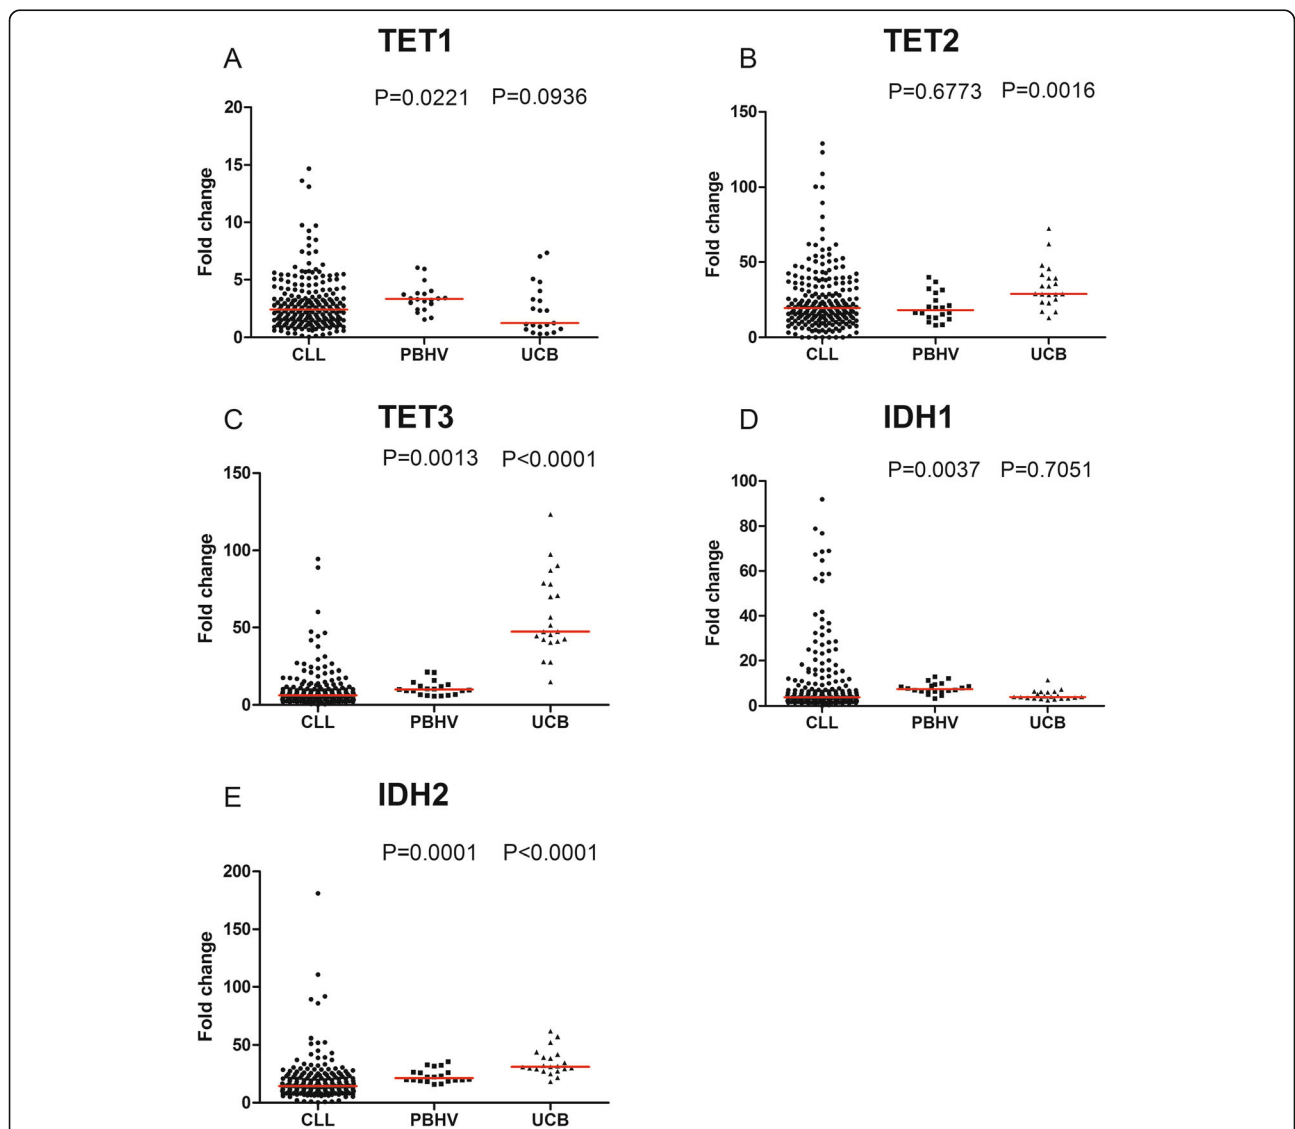 A TET1
P=0.0221 P=0.0936
20
15
10
5
0
Fold change
CLL PBHV UCB
B TET2
P=0.6773 P=0.0016
150
100
50
0
Fold change
CLL PBHV UCB
C TET3
P=0.0013 P<0.0001
150
100
50
0
Fold change
CLL PBHV UCB
D IDH1
P=0.0037 P=0.7051
100
80
60
40
20
0
Fold change
CLL PBHV UCB
E IDH2
P=0.0001 P<0.0001
200
150
100
50
0
Fold change
CLL PBHV UCB